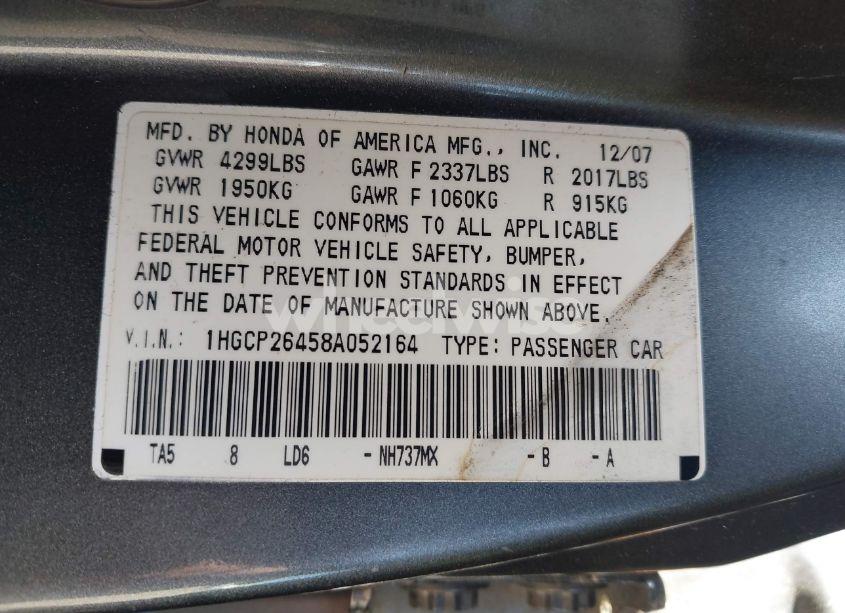 MFD. BY HONDA OF AMERICA MFG., INC. 12/07
GVWR 4299LBS GAWR F 2337LBS R 2017LBS
GVWR 1950KG GAWR F 1060KG R 915KG
THIS VEHICLE CONFORMS TO ALL APPLICABLE
FEDERAL MOTOR VEHICLE SAFETY, BUMPER,
AND THEFT PREVENTION STANDARDS IN EFFECT
ON THE DATE OF MANUFACTURE SHOWN ABOVE.
wheelwise
V.I.N.: 1HGCP26458A052164 TYPE: PASSENGER CAR
TA5 8 LD6 -NH737MX -B -A